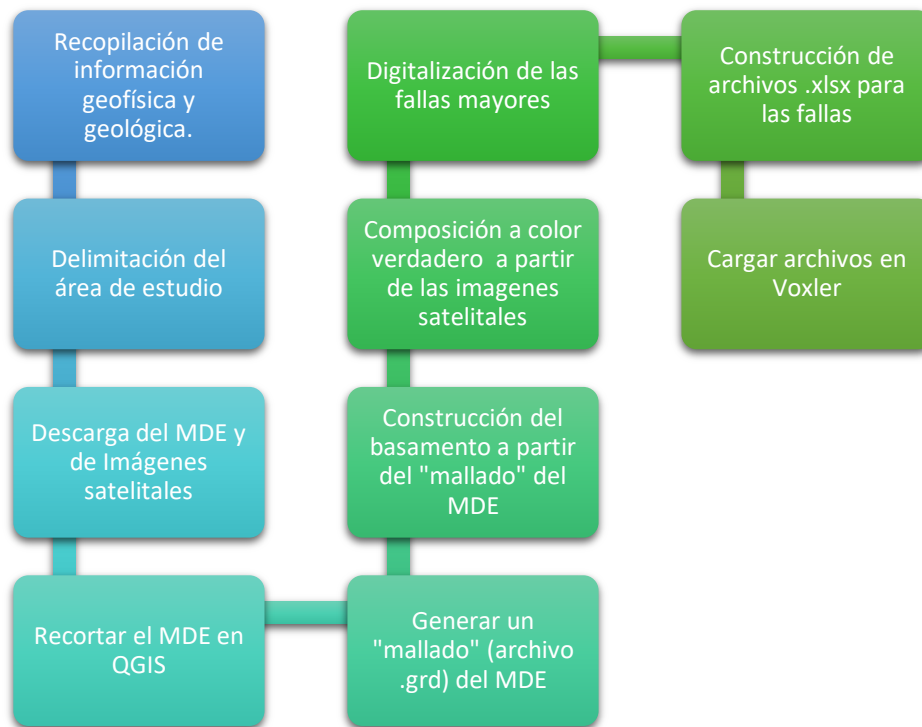 Recopilación de
información
geofísica y
geológica.
Delimitación del
área de estudio
Descarga del MDE y
de Imágenes
satelitales
Recortar el MDE en
QGIS
Generar un
"mallado" (archivo
.grd) del MDE
Construcción del
basamento a partir
del "mallado" del
MDE
Composición a color
verdadero a partir
de las imagenes
satelitales
Digitalización de las
fallas mayores
Construcción de
archivos .xlsx para
las fallas
Cargar archivos en
Voxler